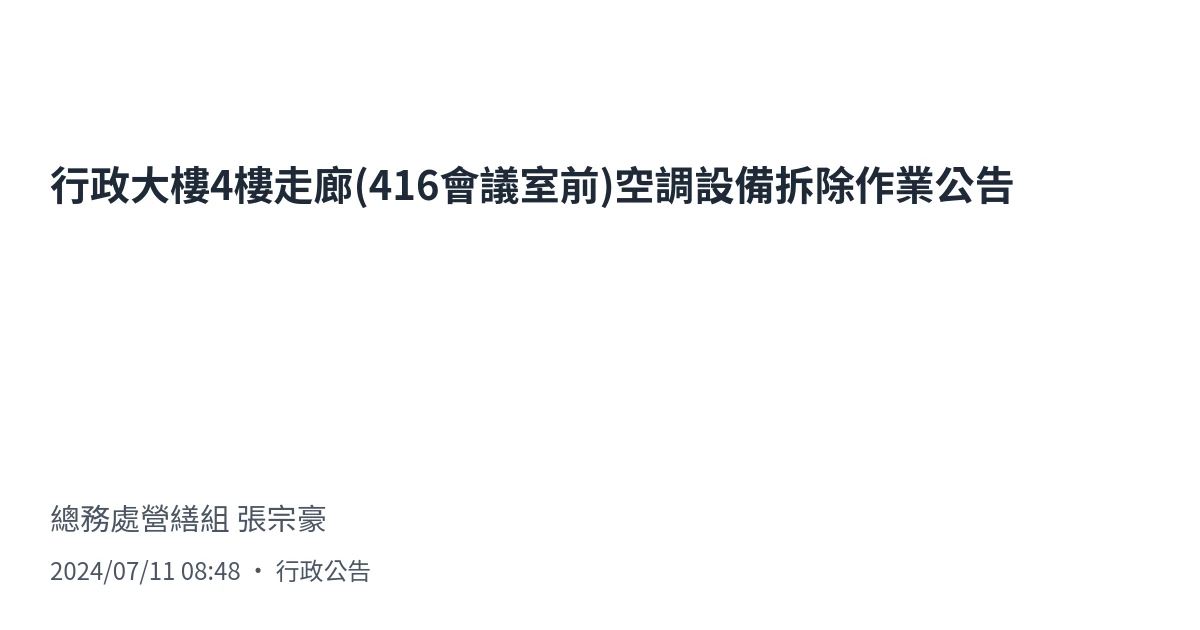 行政大樓4樓走廊(416會議室前)空調設備拆除作業公告
總務處營繕組 張宗豪
2024/07/11 08:48 • 行政公告